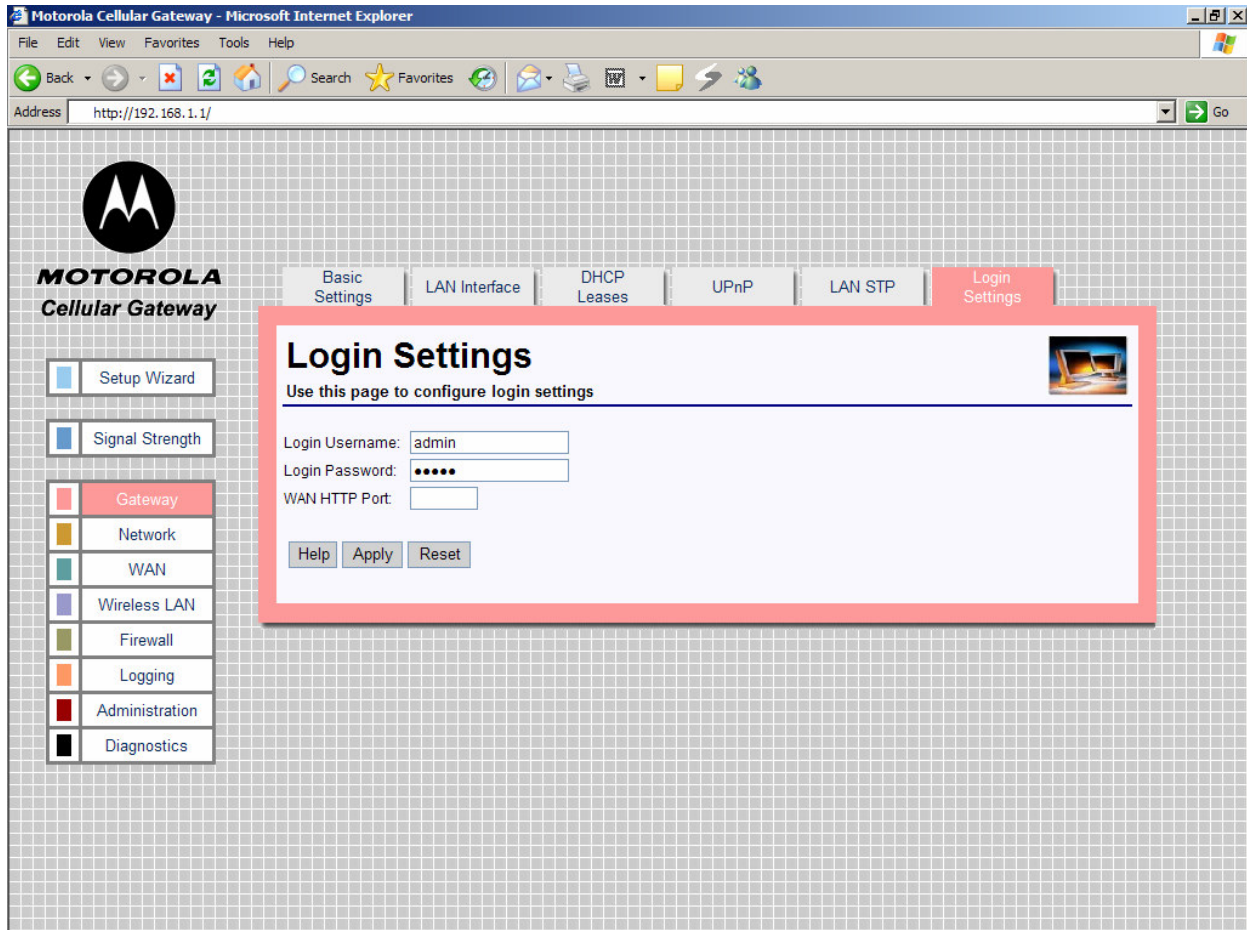 Motorola Cellular Gateway - Microsoft Internet Explorer
File Edit View Favorites Tools Help
Back Search Favorites
Address http://192.168.1.1/ Go
MOTOROLA
Cellular Gateway
Basic Settings
LAN Interface
DHCP Leases
UPnP
LAN STP
Login Settings
Setup Wizard
Signal Strength
Gateway
Network
WAN
Wireless LAN
Firewall
Logging
Administration
Diagnostics
Login Settings
Use this page to configure login settings
Login Username: admin
Login Password: •••••
WAN HTTP Port:
Help Apply Reset